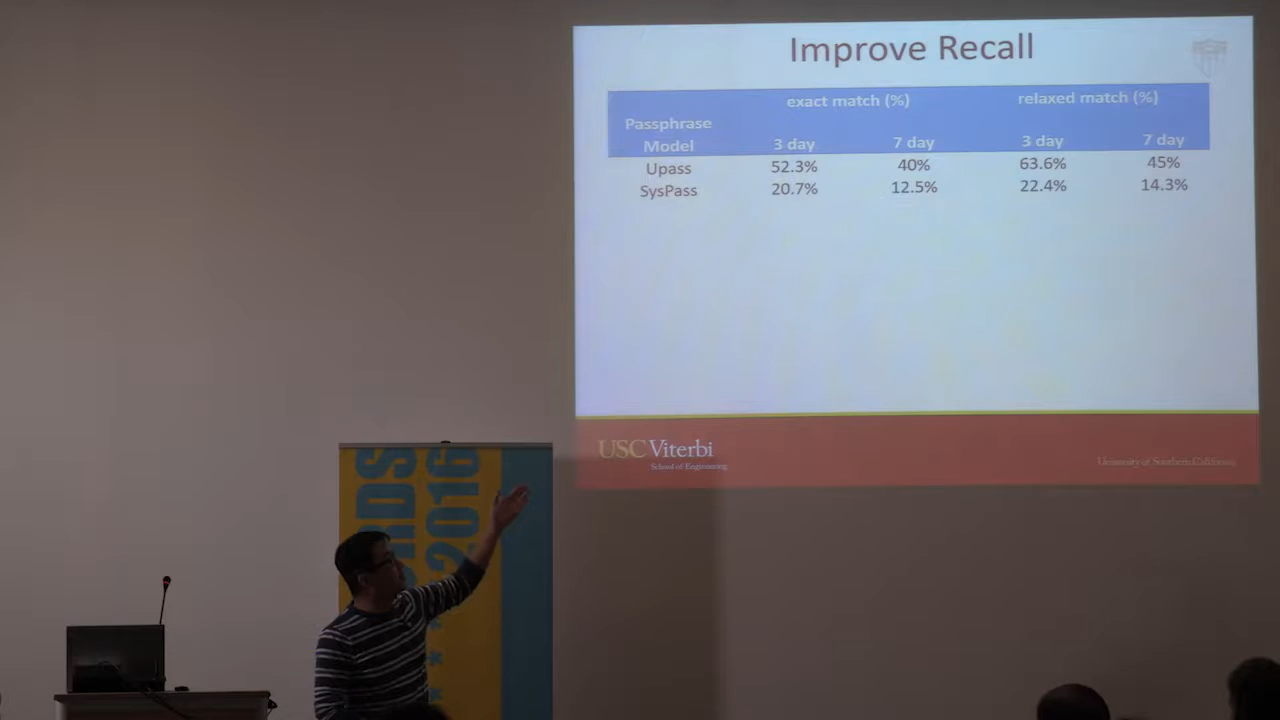 Improve Recall
exact match (%) relaxed match (%)
Passphrase
Model 3 day 7 day 3 day 7 day
Upass 52.3% 40% 63.6% 45%
SysPass 20.7% 12.5% 22.4% 14.3%
USC Viterbi
School of Engineering
University of Southern California
2016